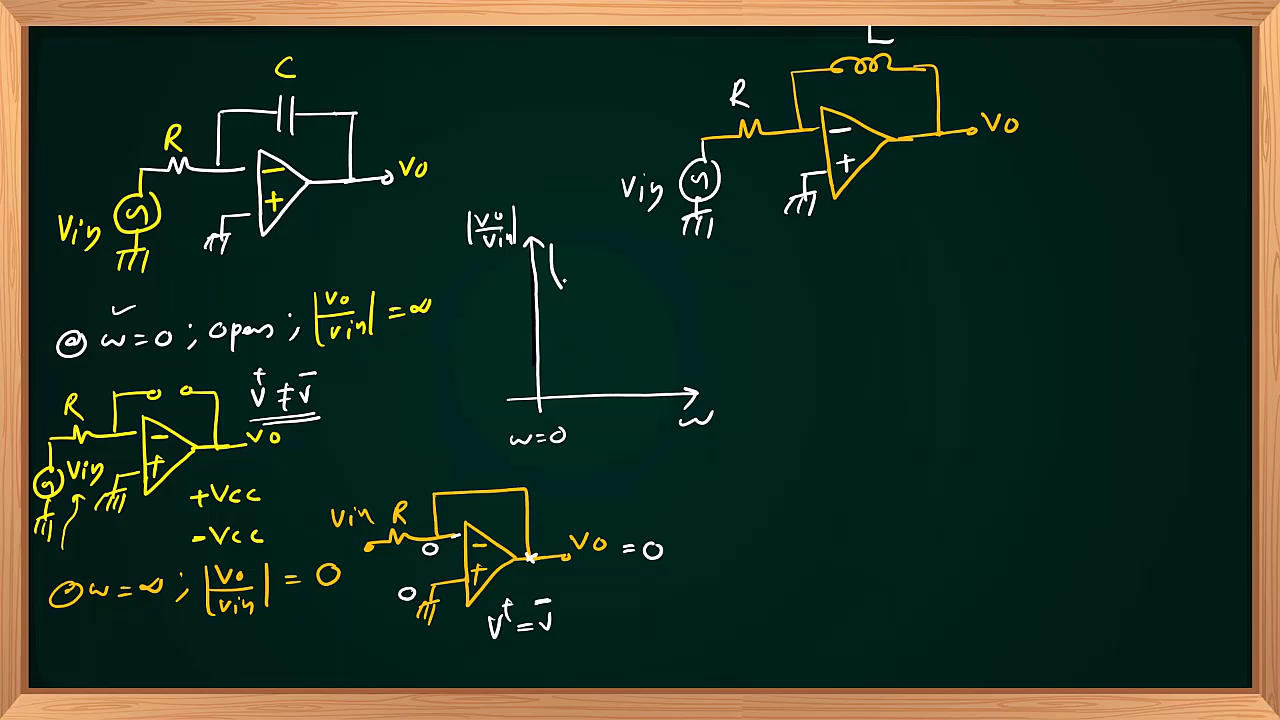 C
R
- +
Vo
Vin
L
R
- +
Vo
Vin
@ w=0 ; open ; |Vo/Vin| = ∞
V⁺ ≠ V⁻
R
- +
Vo
Vin
+Vcc
-Vcc
@ w=∞ ; |Vo/Vin| = 0
|Vo/Vin|
w=0
w
Vin R
0
- +
0
Vo = 0
V⁺ = V⁻